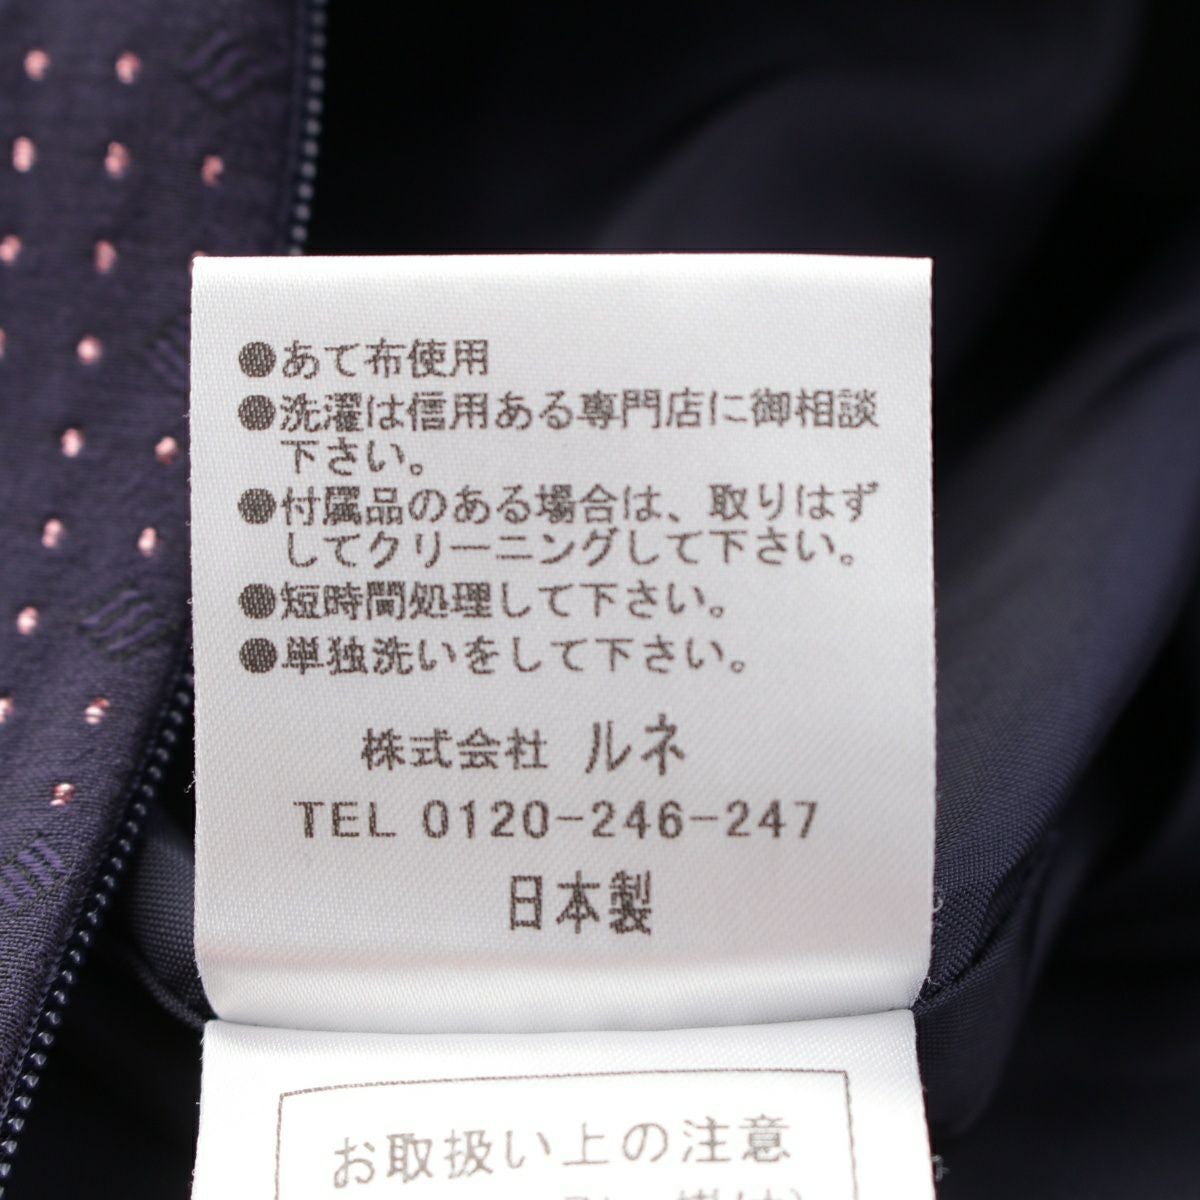 ●あて布使用
●洗濯は信用ある専門店に御相談
下さい。
●付属品のある場合は、取りはず
してクリーニングして下さい。
●短時間処理して下さい。
●単独洗いをして下さい。
株式会社 ルネ
TEL 0120-246-247
日本製
お取扱い上の注意